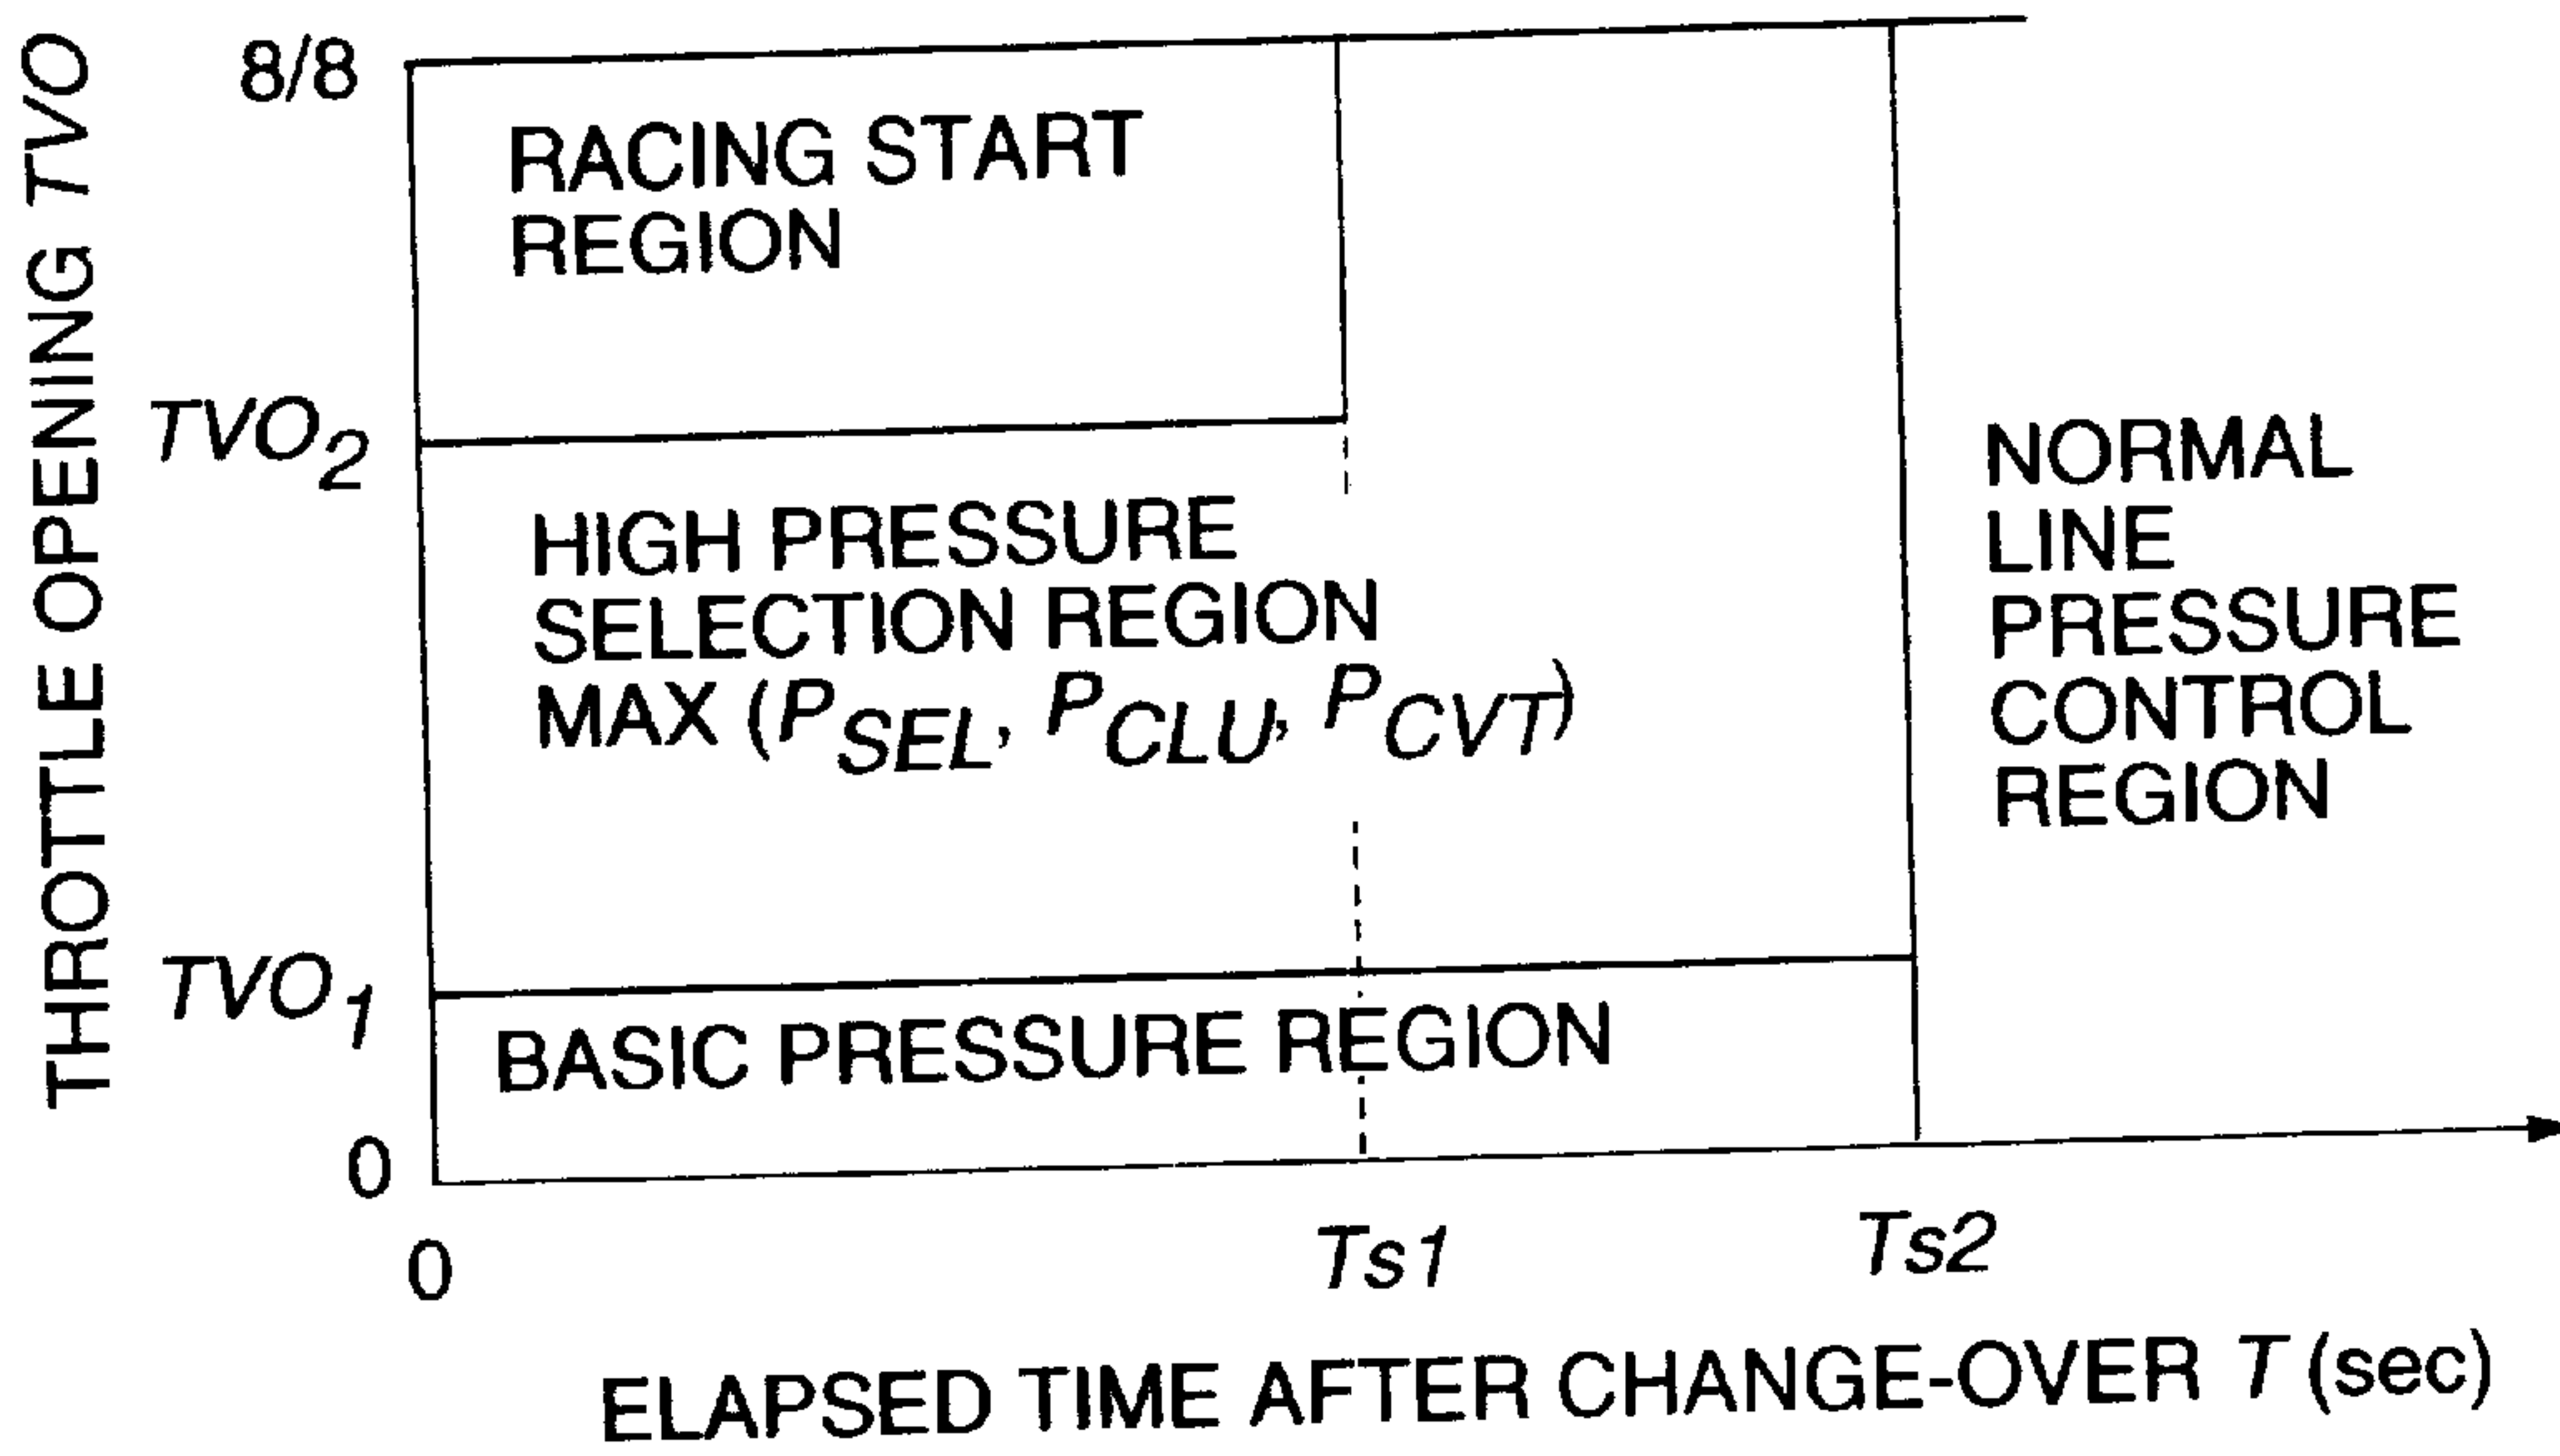 THROTTLE OPENING TVO
8/8
TVO2
TVO1
0
RACING START
REGION
HIGH PRESSURE
SELECTION REGION
MAX (PSEL, PCLU, PCVT)
BASIC PRESSURE REGION
NORMAL
LINE
PRESSURE
CONTROL
REGION
0
Ts1
Ts2
ELAPSED TIME AFTER CHANGE-OVER T (sec)